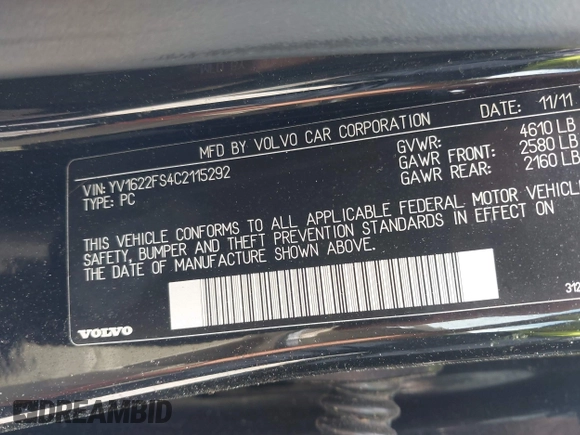 MFD BY VOLVO CAR CORPORATION DATE: 11/11
VIN: YV1622FS4C2115292 GVWR: 4610 LB
TYPE: PC GAWR FRONT: 2580 LB
GAWR REAR: 2160 LB
THIS VEHICLE CONFORMS TO ALL APPLICABLE FEDERAL MOTOR VEHICLE
SAFETY, BUMPER AND THEFT PREVENTION STANDARDS IN EFFECT ON
THE DATE OF MANUFACTURE SHOWN ABOVE.
VOLVO
312
DREAMBID